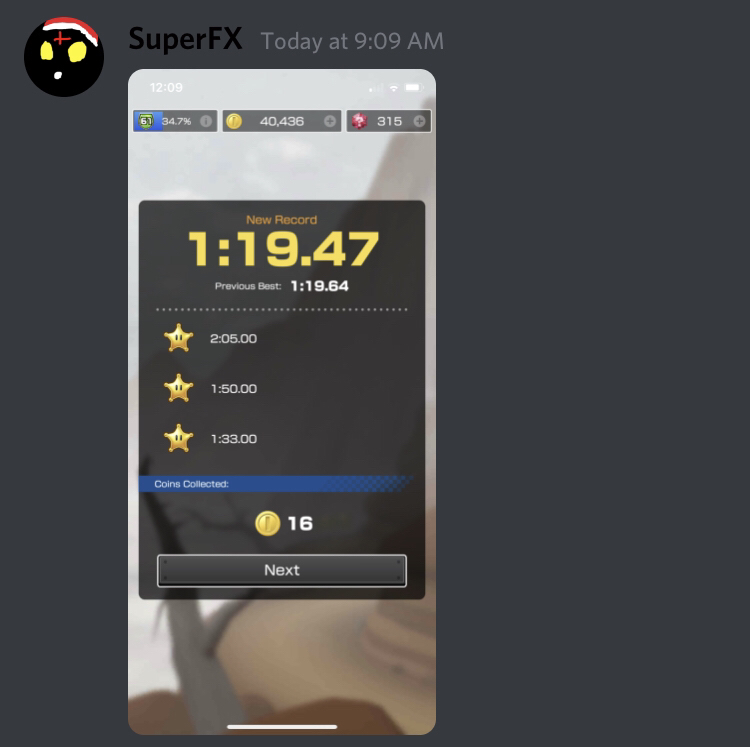 SuperFX Today at 9:09 AM
12:09
61 34.7% i 40,436 + ? 315 +
New Record
1:19.47
Previous Best: 1:19.64
2:05.00
1:50.00
1:33.00
Coins Collected:
16
Next